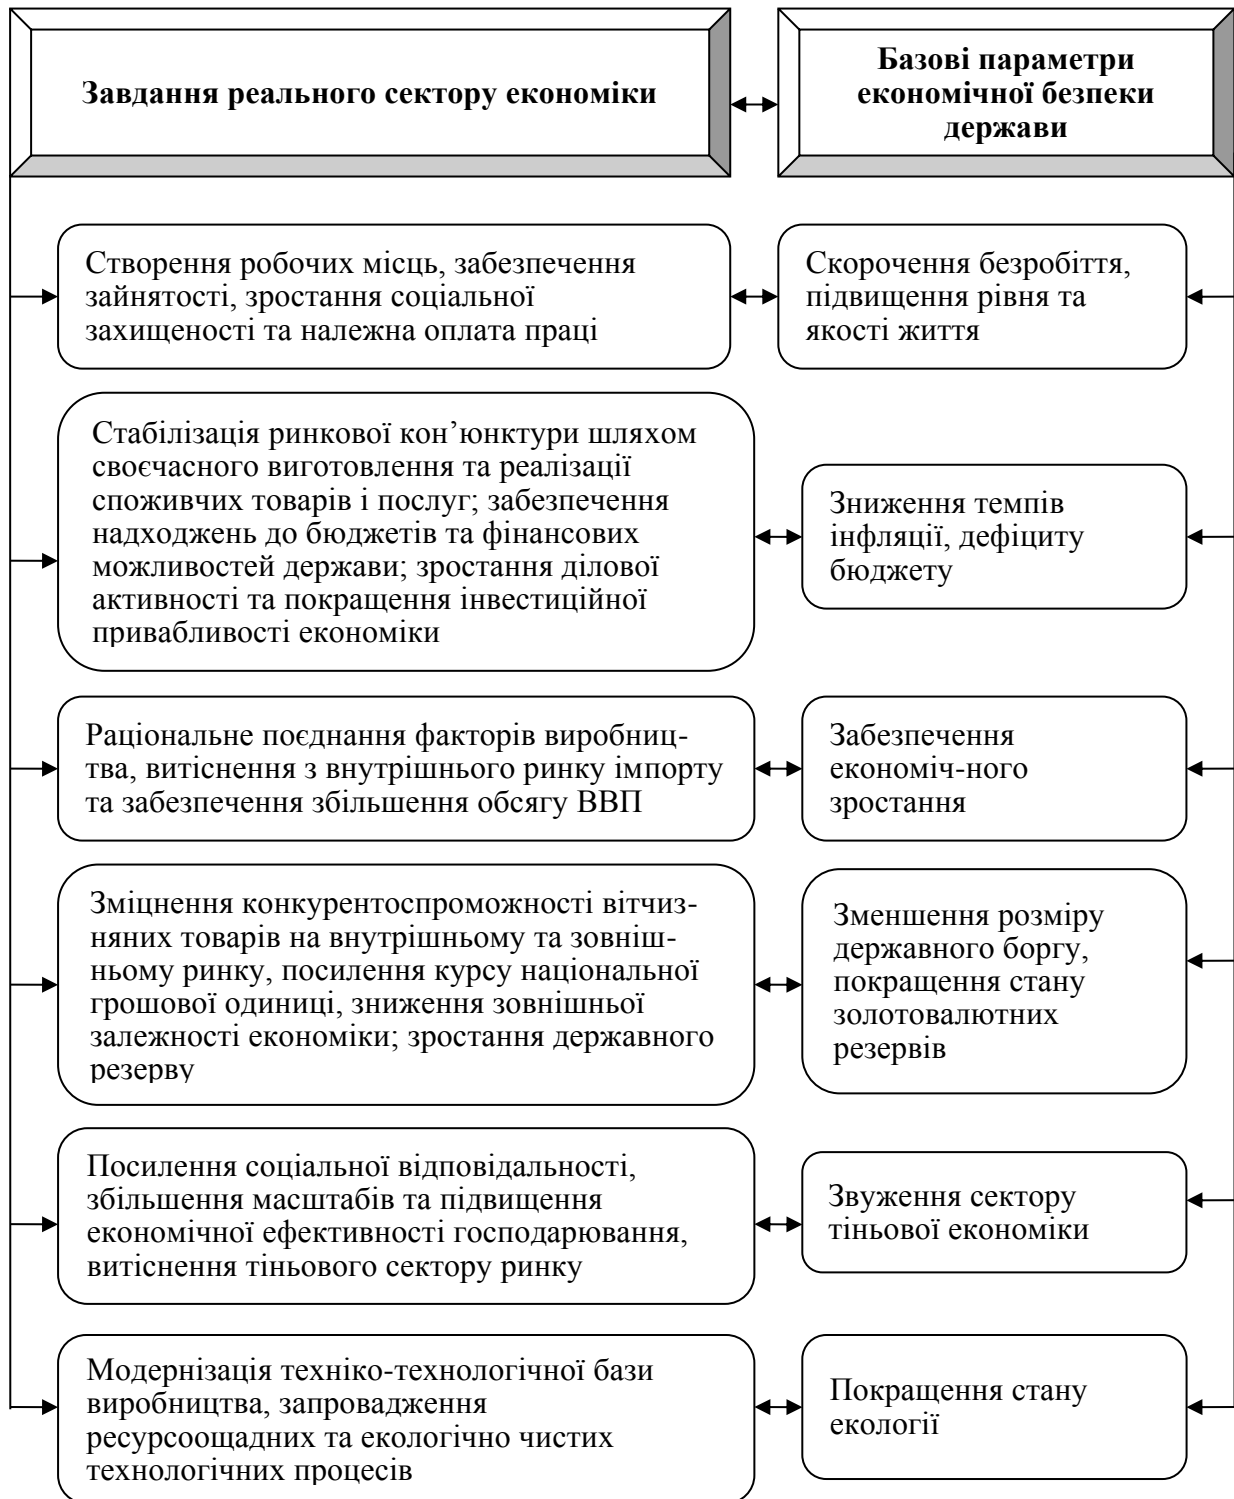 Завдання реального сектору економіки
Базові параметри
економічної безпеки
держави
Створення робочих місць, забезпечення
зайнятості, зростання соціальної
захищеності та належна оплата праці
Скорочення безробіття,
підвищення рівня та
якості життя
Стабілізація ринкової кон’юнктури шляхом
своєчасного виготовлення та реалізації
споживчих товарів і послуг; забезпечення
надходжень до бюджетів та фінансових
можливостей держави; зростання ділової
активності та покращення інвестиційної
привабливості економіки
Зниження темпів
інфляції, дефіциту
бюджету
Раціональне поєднання факторів виробниц-
тва, витіснення з внутрішнього ринку імпорту
та забезпечення збільшення обсягу ВВП
Забезпечення
економіч-ного
зростання
Зміцнення конкурентоспроможності вітчиз-
няних товарів на внутрішньому та зовніш-
ньому ринку, посилення курсу національної
грошової одиниці, зниження зовнішньої
залежності економіки; зростання державного
резерву
Зменшення розміру
державного боргу,
покращення стану
золотовалютних
резервів
Посилення соціальної відповідальності,
збільшення масштабів та підвищення
економічної ефективності господарювання,
витіснення тіньового сектору ринку
Звуження сектору
тіньової економіки
Модернізація техніко-технологічної бази
виробництва, запровадження
ресурсоощадних та екологічно чистих
технологічних процесів
Покращення стану
екології